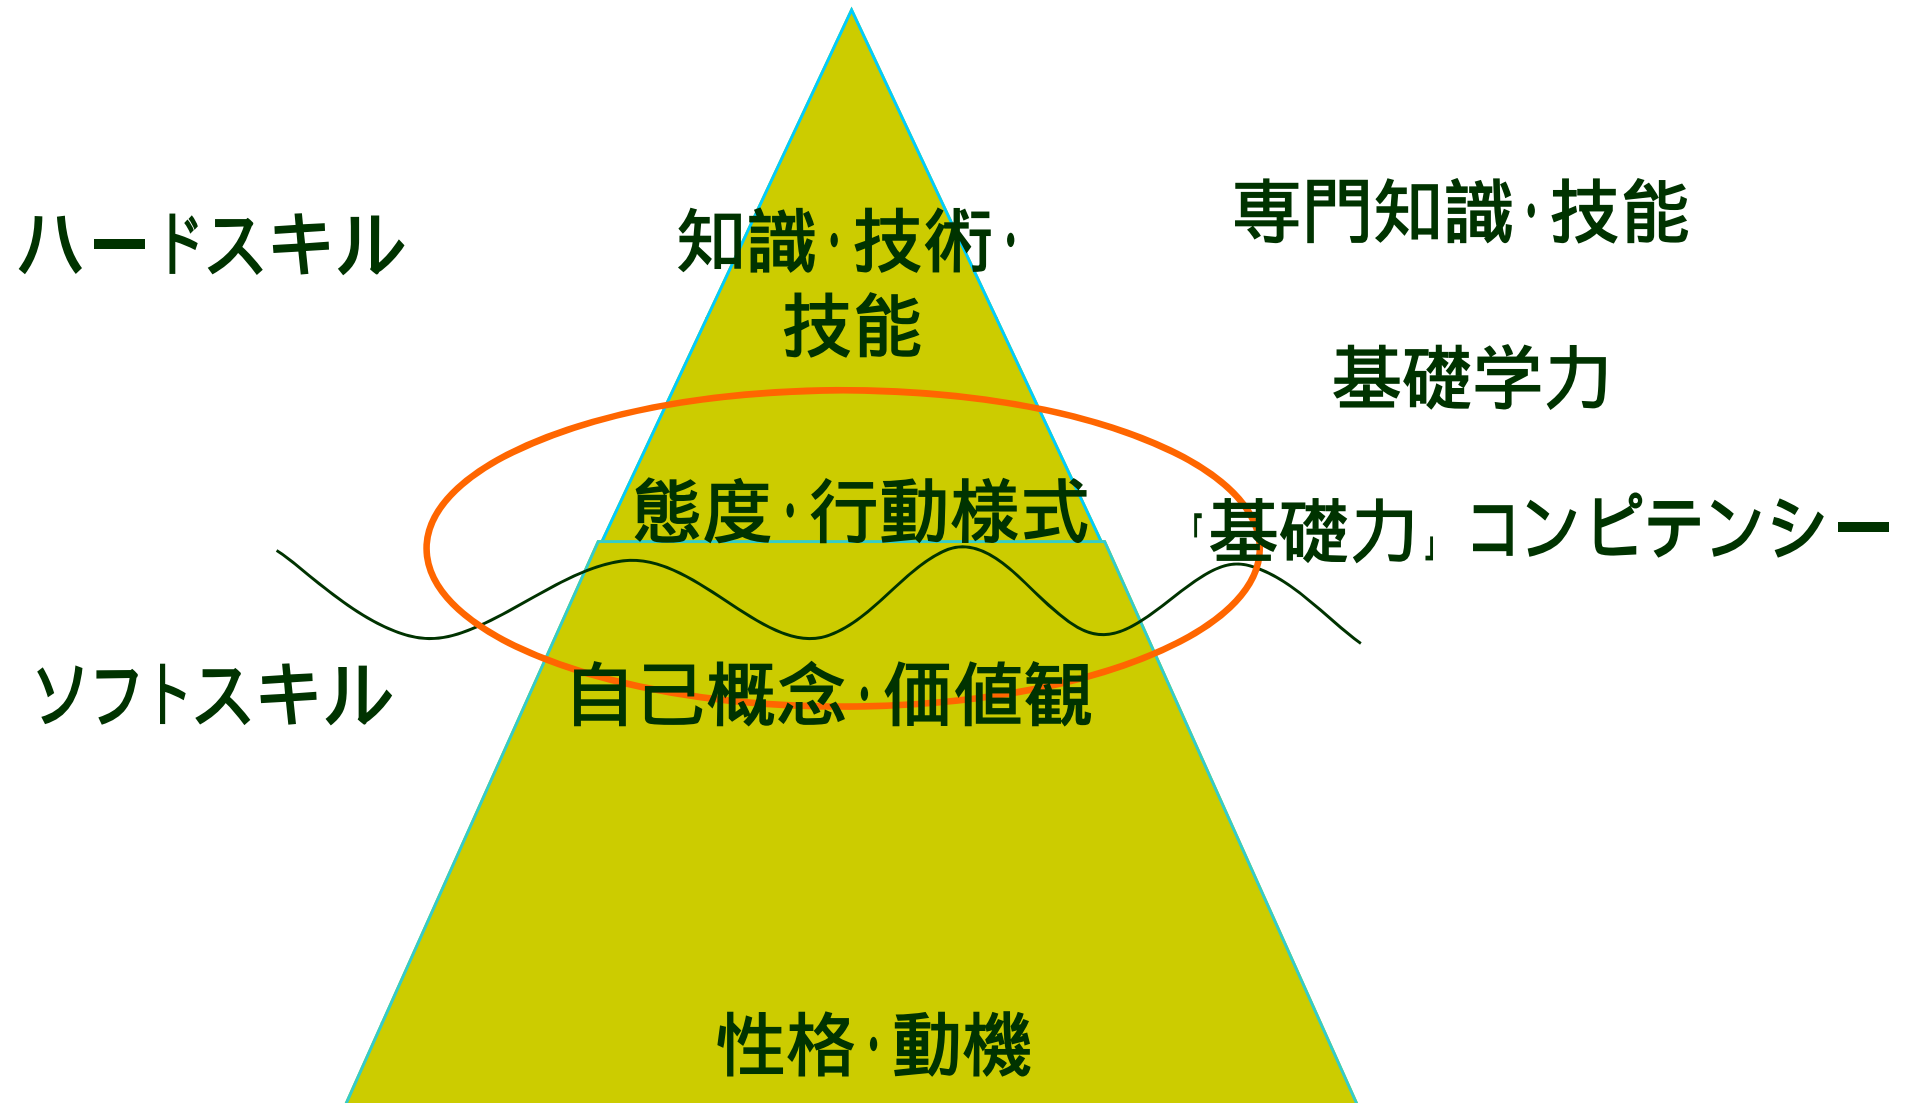 ハードスキル
知識・技術・
技能
専門知識・技能
基礎学力
態度・行動様式
「基礎力」コンピテンシー
ソフトスキル
自己概念・価値観
性格・動機